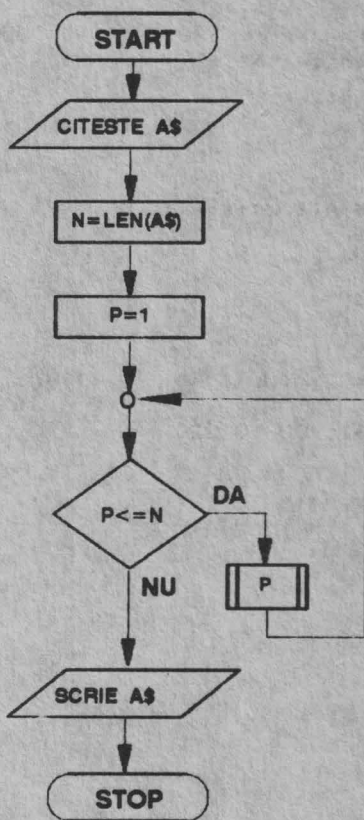 START
CITESTE A$
N=LEN(A$)
P=1
P<=N
DA
P
NU
SCRIE A$
STOP